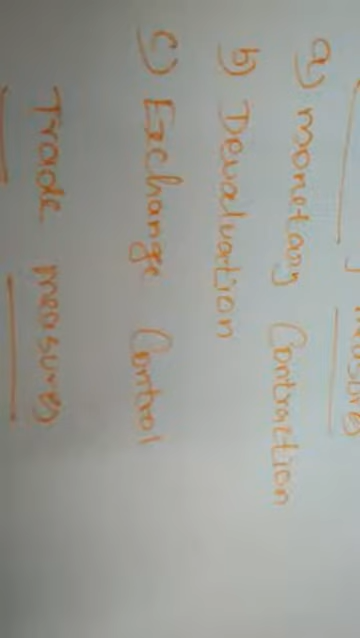 measures
a) monetary Contraction
b) Devaluation
c) Exchange Control
Trade measures